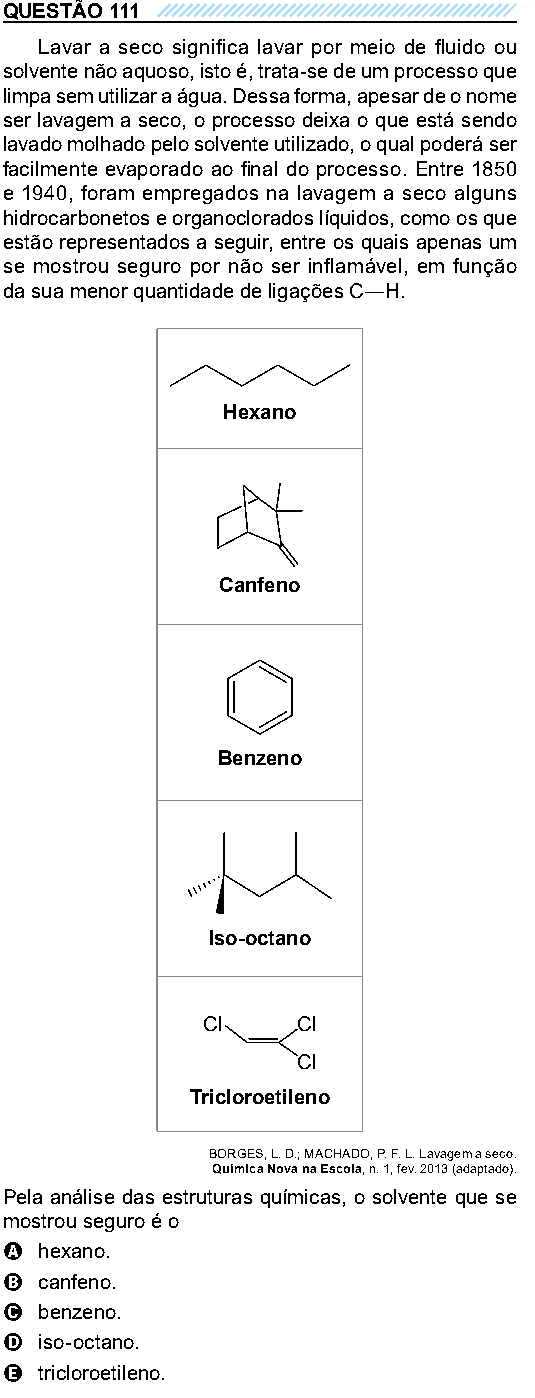 QUESTÃO 111
Lavar a seco significa lavar por meio de fluido ou
solvente não aquoso, isto é, trata-se de um processo que
limpa sem utilizar a água. Dessa forma, apesar de o nome
ser lavagem a seco, o processo deixa o que está sendo
lavado molhado pelo solvente utilizado, o qual poderá ser
facilmente evaporado ao final do processo. Entre 1850
e 1940, foram empregados na lavagem a seco alguns
hidrocarbonetos e organoclorados líquidos, como os que
estão representados a seguir, entre os quais apenas um
se mostrou seguro por não ser inflamável, em função
da sua menor quantidade de ligações C—H.
Hexano
Canfeno
Benzeno
Iso-octano
Cl Cl
Cl
Tricloroetileno
BORGES, L. D.; MACHADO, P. F. L. Lavagem a seco.
Química Nova na Escola, n. 1, fev. 2013 (adaptado).
Pela análise das estruturas químicas, o solvente que se
mostrou seguro é o
A hexano.
B canfeno.
C benzeno.
D iso-octano.
E tricloroetileno.